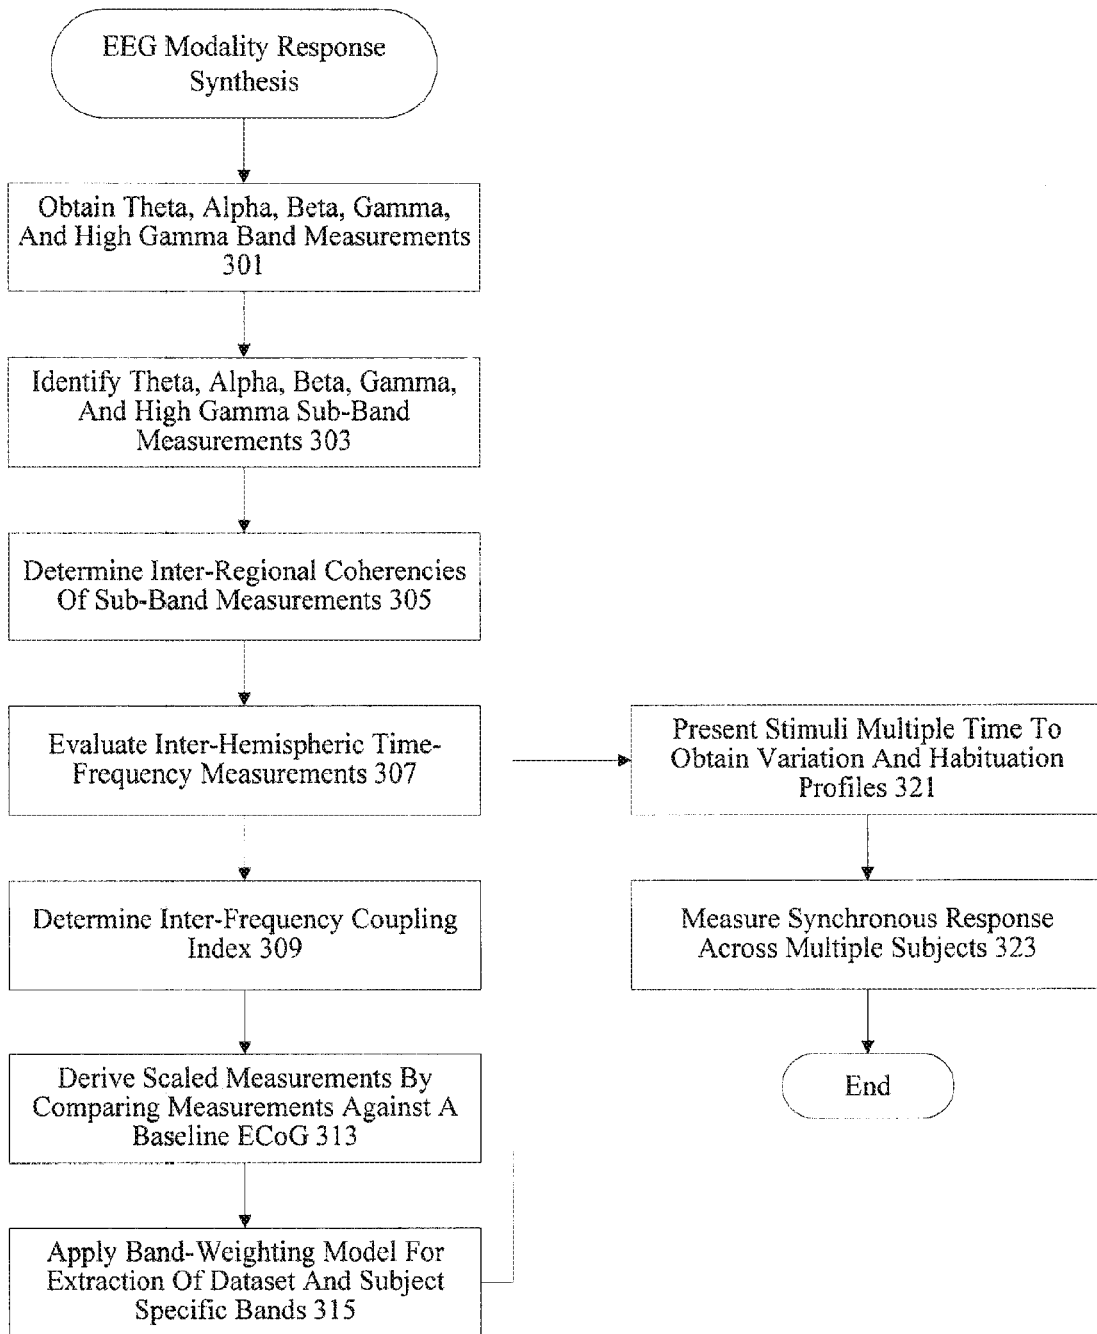 EEG Modality Response
Synthesis
Obtain Theta, Alpha, Beta, Gamma,
And High Gamma Band Measurements
301
Identify Theta, Alpha, Beta, Gamma,
And High Gamma Sub-Band
Measurements 303
Determine Inter-Regional Coherencies
Of Sub-Band Measurements 305
Evaluate Inter-Hemispheric Time-
Frequency Measurements 307
Determine Inter-Frequency Coupling
Index 309
Derive Scaled Measurements By
Comparing Measurements Against A
Baseline ECoG 313
Apply Band-Weighting Model For
Extraction Of Dataset And Subject
Specific Bands 315
Present Stimuli Multiple Time To
Obtain Variation And Habituation
Profiles 321
Measure Synchronous Response
Across Multiple Subjects 323
End